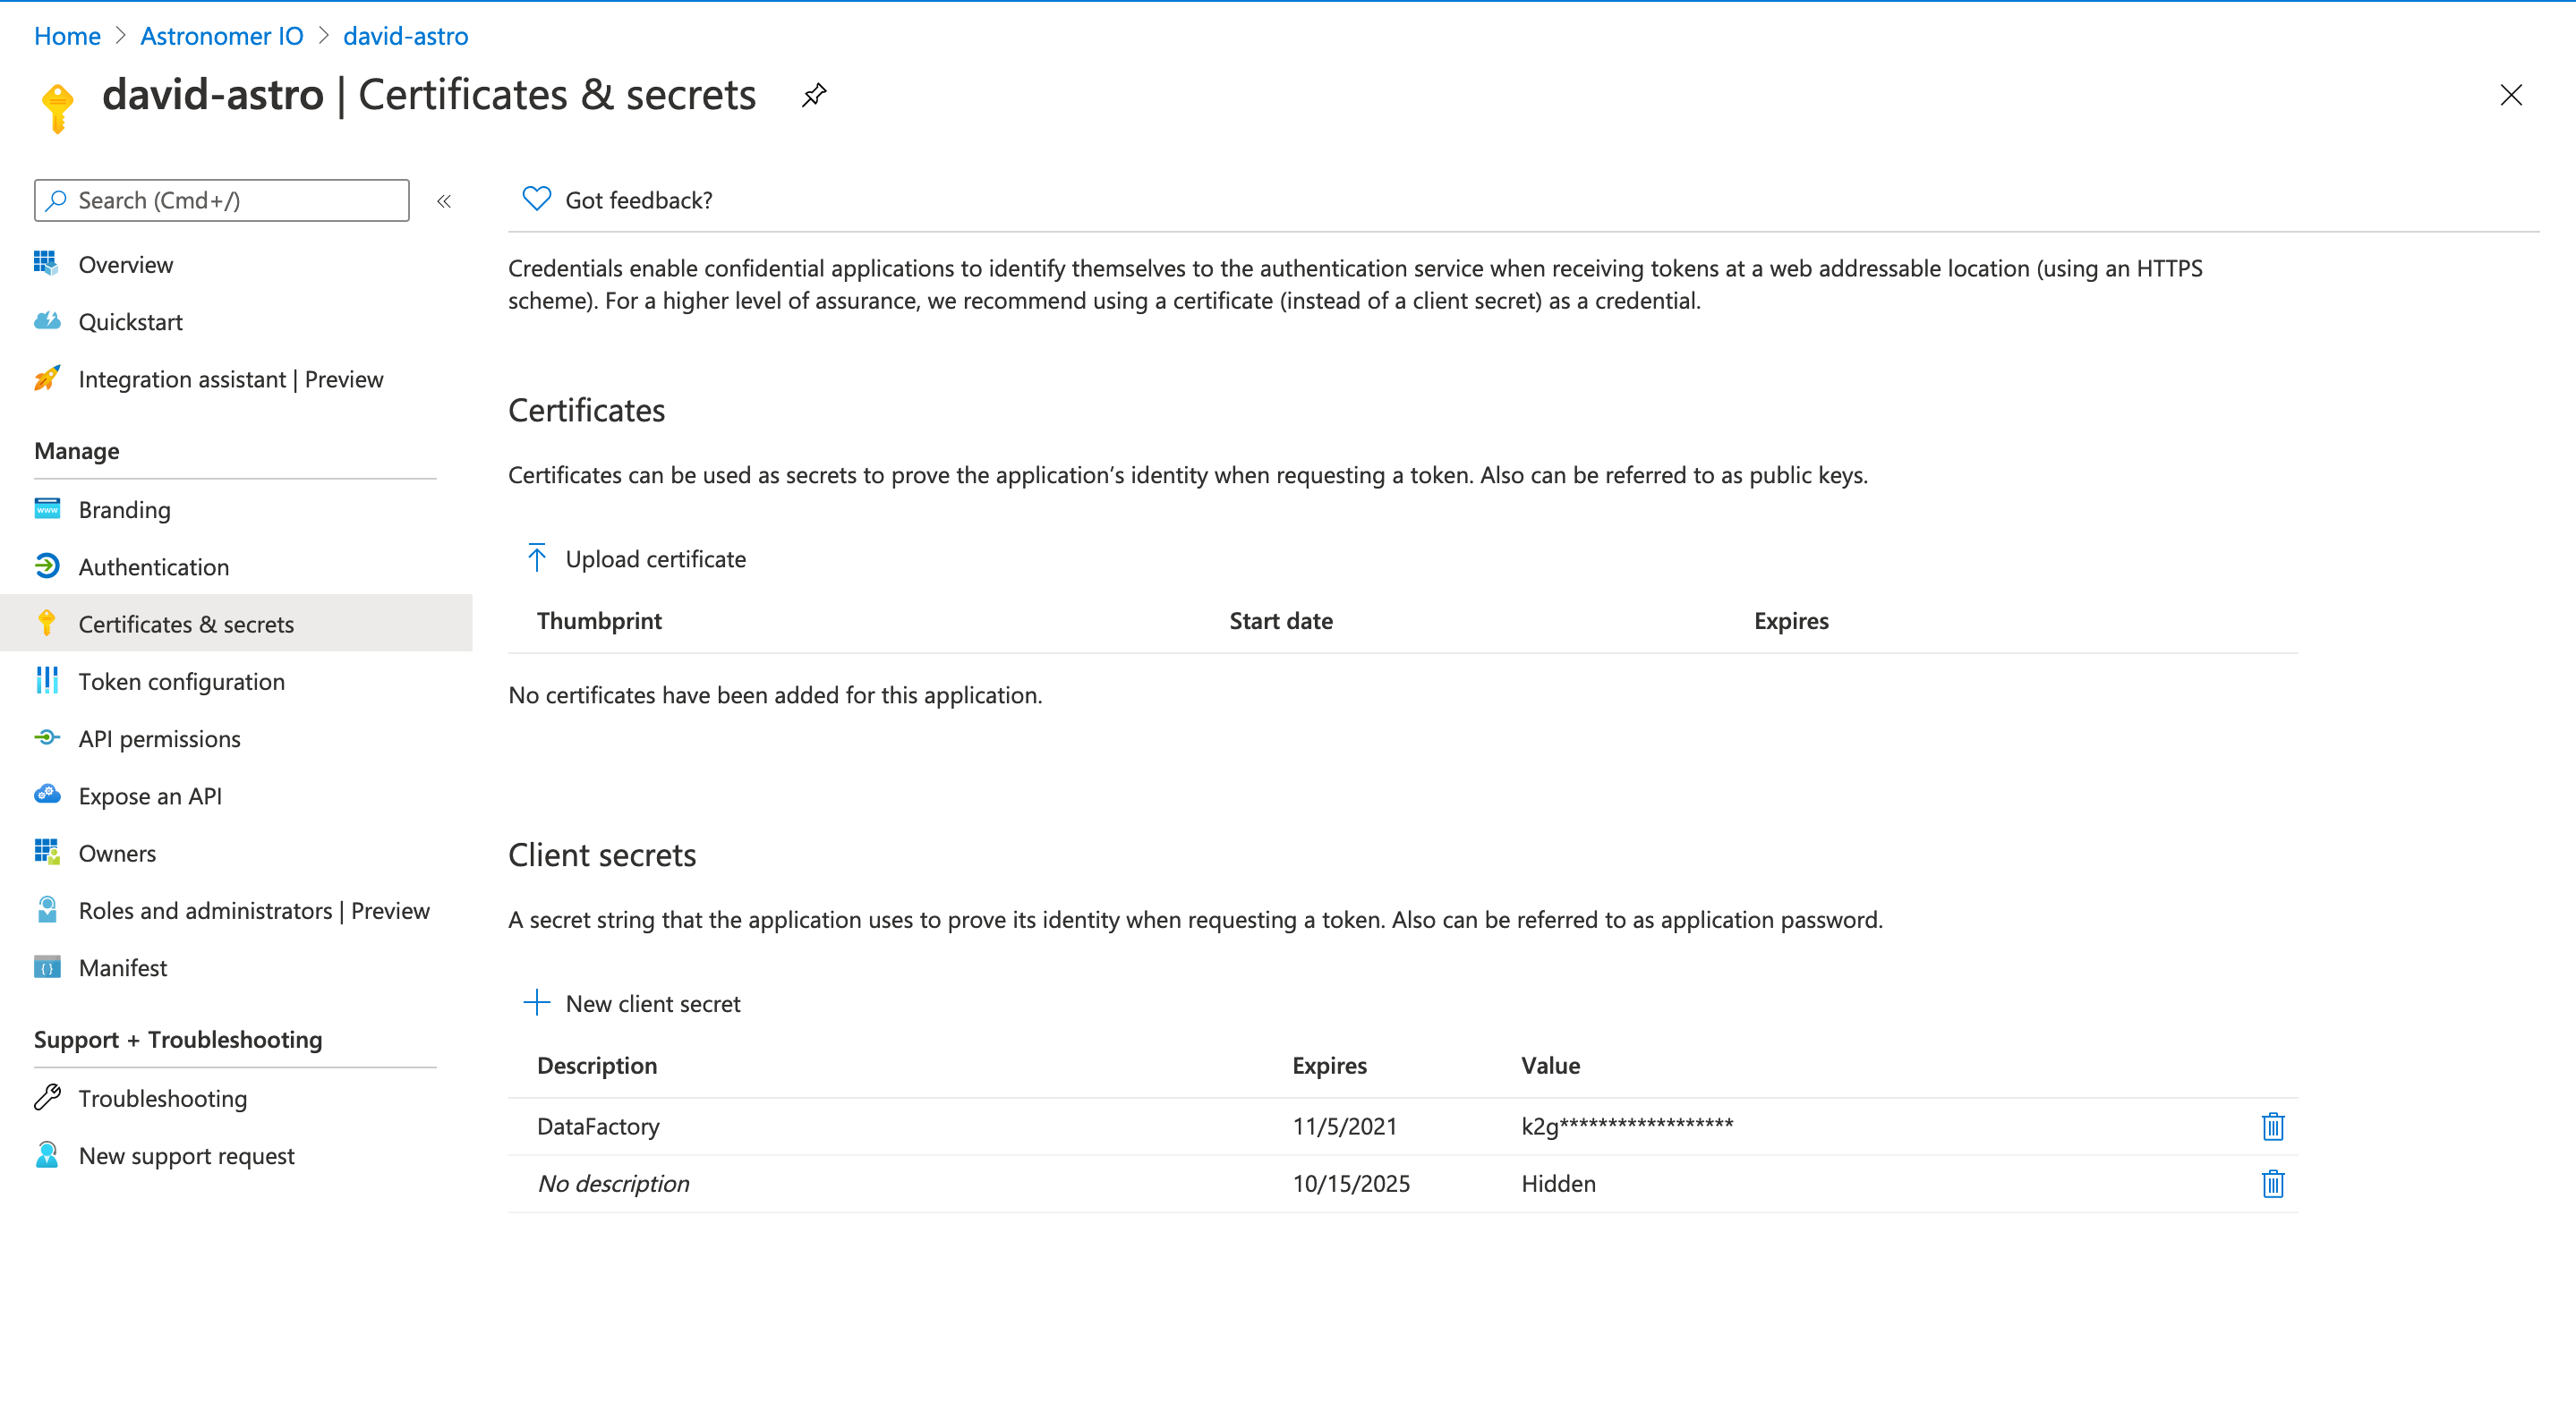 Home > Astronomer IO > david-astro
david-astro | Certificates & secrets
Search (Cmd+/)
«
Overview
Quickstart
Integration assistant | Preview
Manage
Branding
Authentication
Certificates & secrets
Token configuration
API permissions
Expose an API
Owners
Roles and administrators | Preview
Manifest
Support + Troubleshooting
Troubleshooting
New support request
Got feedback?
Credentials enable confidential applications to identify themselves to the authentication service when receiving tokens at a web addressable location (using an HTTPS
scheme). For a higher level of assurance, we recommend using a certificate (instead of a client secret) as a credential.
Certificates
Certificates can be used as secrets to prove the application’s identity when requesting a token. Also can be referred to as public keys.
Upload certificate
Thumbprint Start date Expires
No certificates have been added for this application.
Client secrets
A secret string that the application uses to prove its identity when requesting a token. Also can be referred to as application password.
New client secret
Description Expires Value
DataFactory 11/5/2021 k2g******************
No description 10/15/2025 Hidden